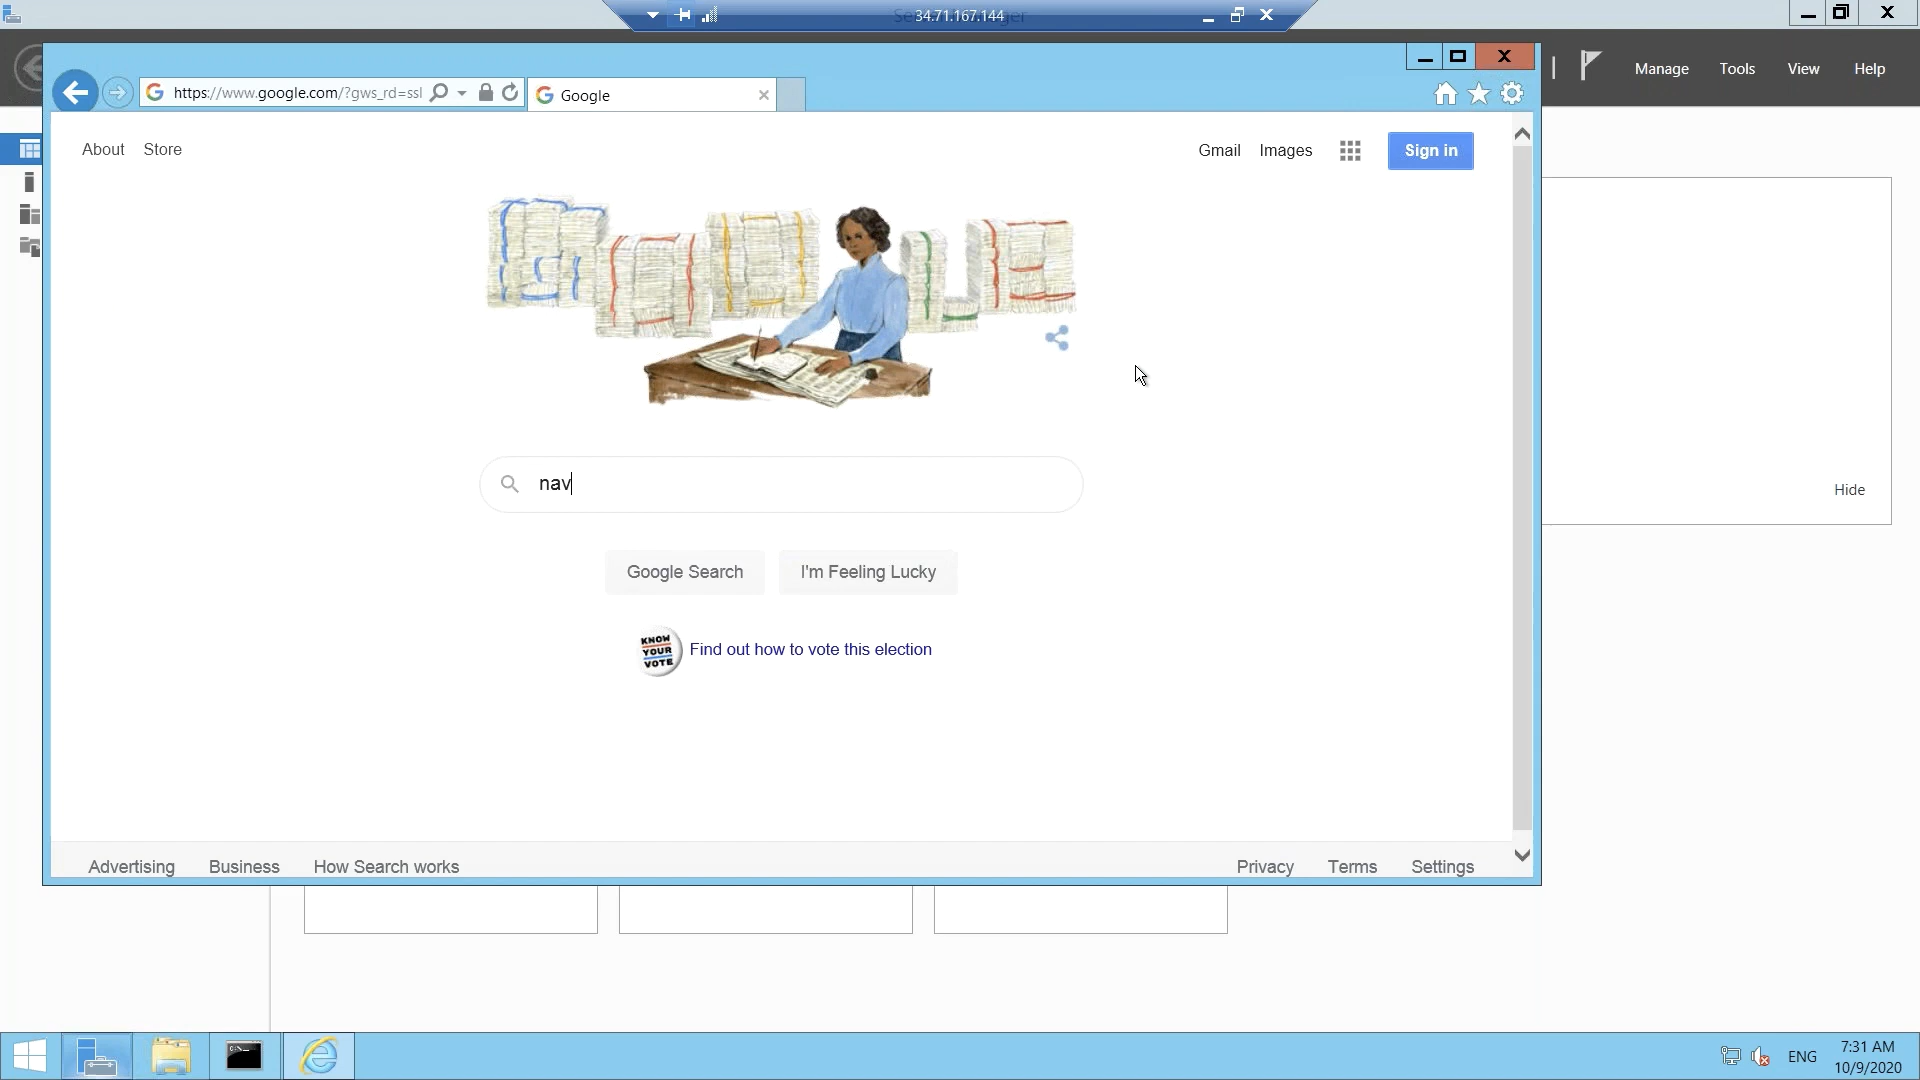 34.71.167.144
https://www.google.com/?gws_rd=ssl
Google
Manage
Tools
View
Help
About
Store
Gmail
Images
Sign in
nav
Hide
Google Search
I'm Feeling Lucky
KNOW
YOUR
VOTE
Find out how to vote this election
Advertising
Business
How Search works
Privacy
Terms
Settings
ENG
7:31 AM
10/9/2020